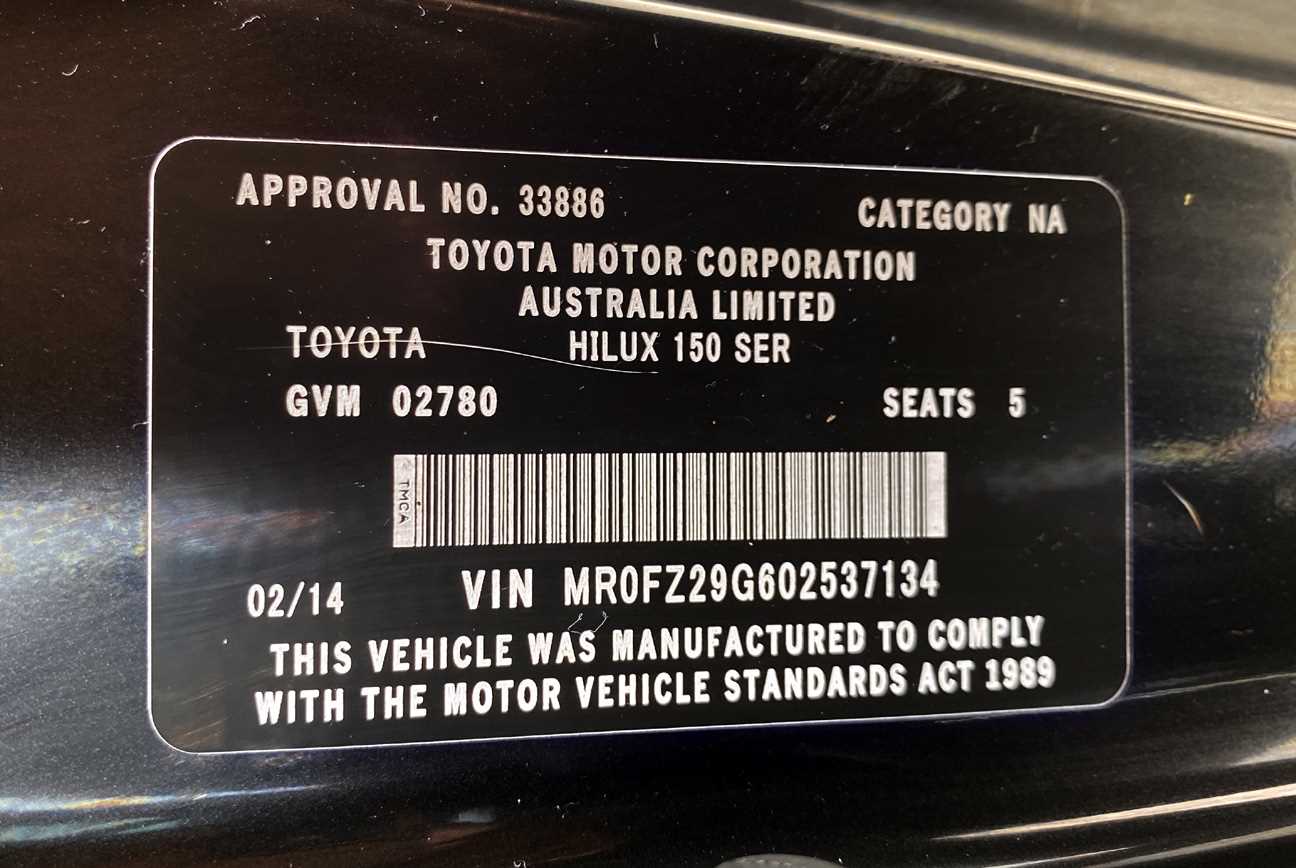 APPROVAL NO. 33886 CATEGORY NA
TOYOTA MOTOR CORPORATION
AUSTRALIA LIMITED
TOYOTA HILUX 150 SER
GVM 02780 SEATS 5
TMCA
02/14 VIN MR0FZ29G602537134
THIS VEHICLE WAS MANUFACTURED TO COMPLY
WITH THE MOTOR VEHICLE STANDARDS ACT 1989